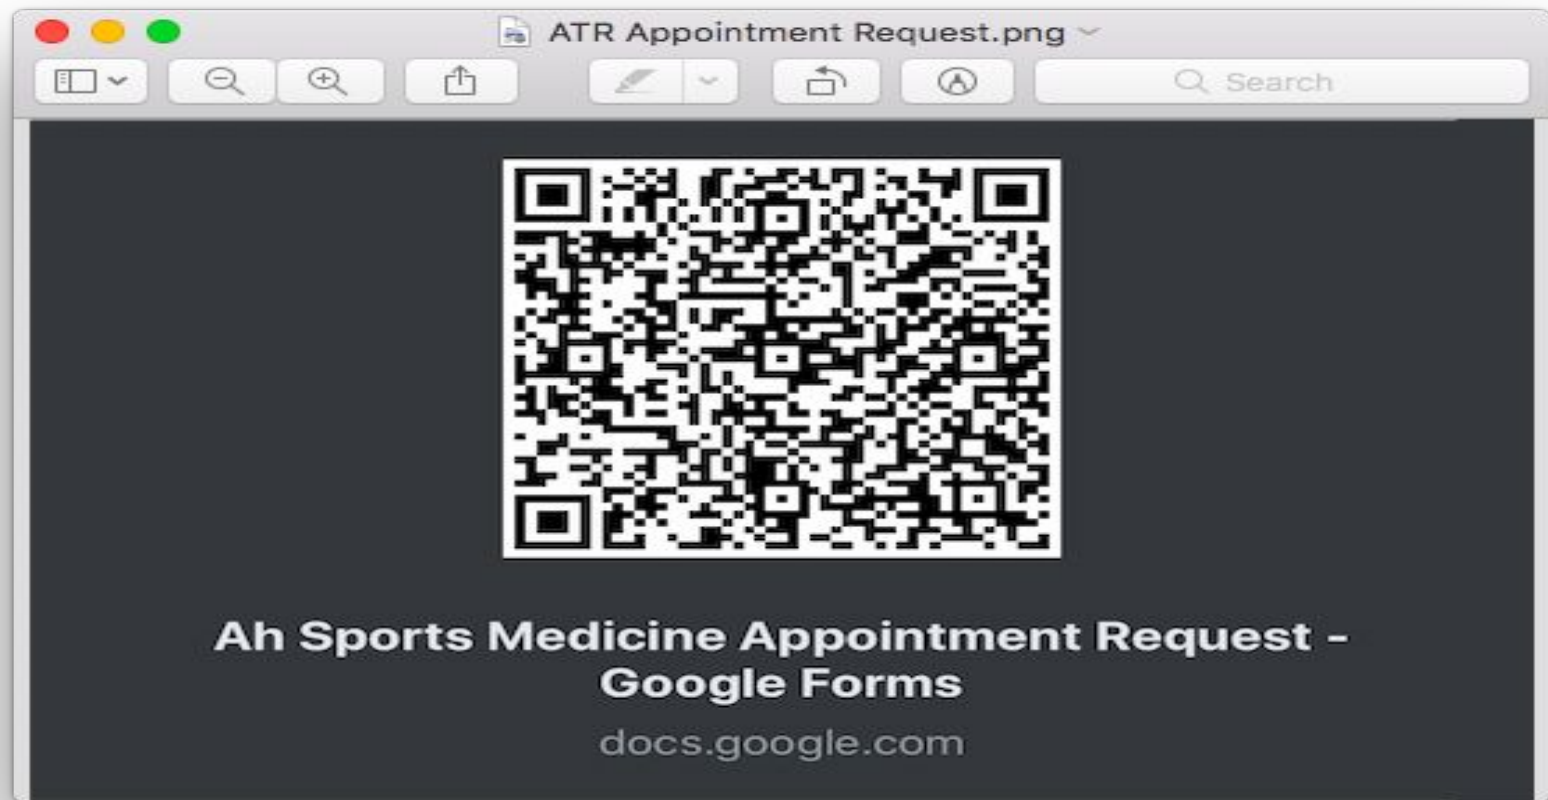 ATR Appointment Request.png
Search
Ah Sports Medicine Appointment Request -
Google Forms
docs.google.com